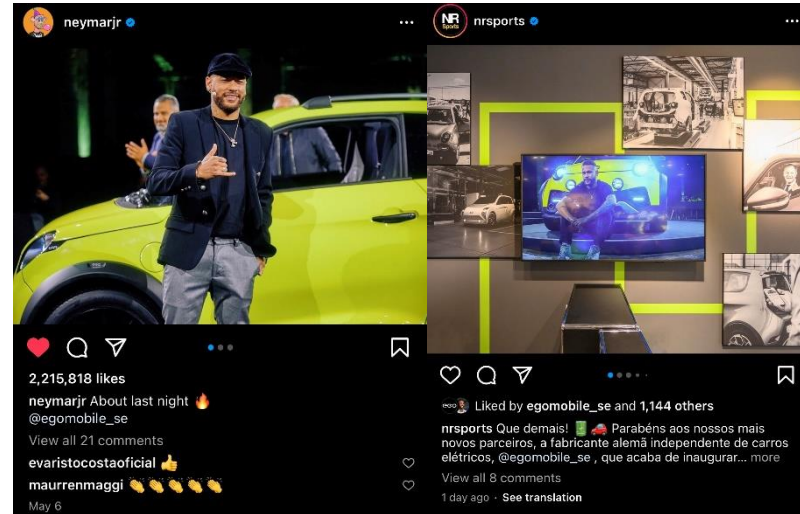 neymarjr
2,215,818 likes
neymarjr About last night 🔥
@egomobile_se
View all 21 comments
evaristocostaoficial 👍
maurrenmaggi 👏👏👏👏👏
May 6
NR
Sports
nrsports
Liked by egomobile_se and 1,144 others
nrsports Que demais! 🔋 🚗 Parabéns aos nossos mais
novos parceiros, a fabricante alemã independente de carros
elétricos, @egomobile_se , que acaba de inaugurar... more
View all 8 comments
1 day ago · See translation